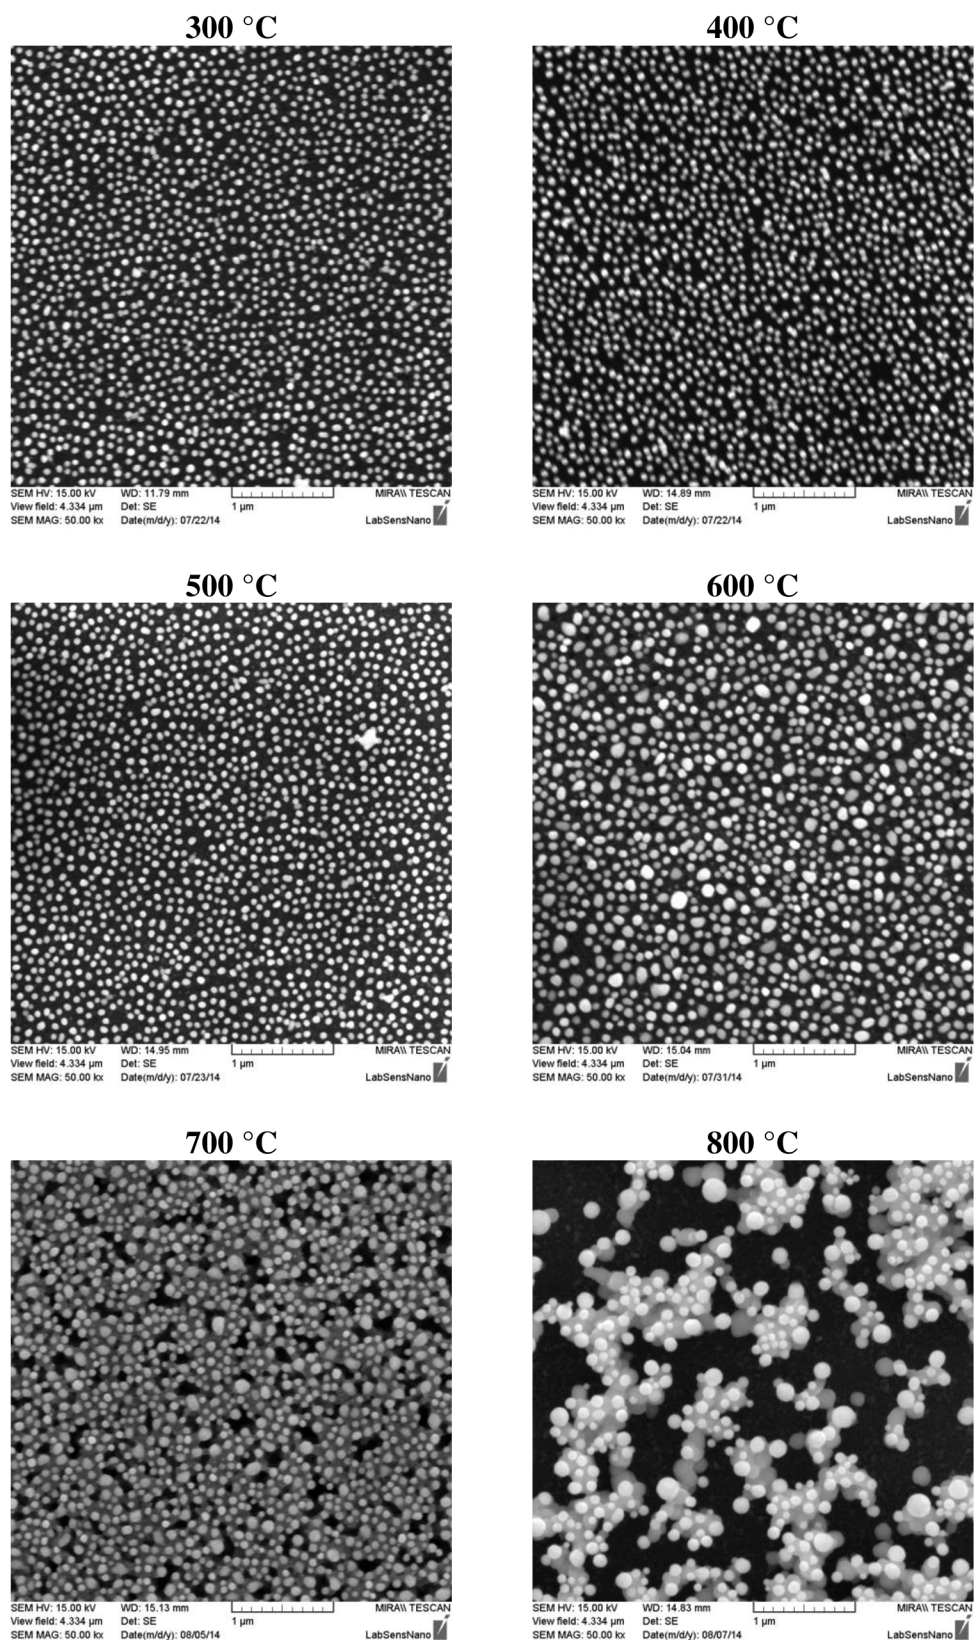 300 °C
400 °C
SEM HV: 15.00 kV WD: 11.79 mm MIRA\\ TESCAN
View field: 4.334 µm Det: SE 1 µm
SEM MAG: 50.00 kx Date(m/d/y): 07/22/14 LabSensNano
SEM HV: 15.00 kV WD: 14.89 mm MIRA\\ TESCAN
View field: 4.334 µm Det: SE 1 µm
SEM MAG: 50.00 kx Date(m/d/y): 07/22/14 LabSensNano
500 °C
600 °C
SEM HV: 15.00 kV WD: 14.95 mm MIRA\\ TESCAN
View field: 4.334 µm Det: SE 1 µm
SEM MAG: 50.00 kx Date(m/d/y): 07/23/14 LabSensNano
SEM HV: 15.00 kV WD: 15.04 mm MIRA\\ TESCAN
View field: 4.334 µm Det: SE 1 µm
SEM MAG: 50.00 kx Date(m/d/y): 07/31/14 LabSensNano
700 °C
800 °C
SEM HV: 15.00 kV WD: 15.13 mm MIRA\\ TESCAN
View field: 4.334 µm Det: SE 1 µm
SEM MAG: 50.00 kx Date(m/d/y): 08/05/14 LabSensNano
SEM HV: 15.00 kV WD: 14.83 mm MIRA\\ TESCAN
View field: 4.334 µm Det: SE 1 µm
SEM MAG: 50.00 kx Date(m/d/y): 08/07/14 LabSensNano